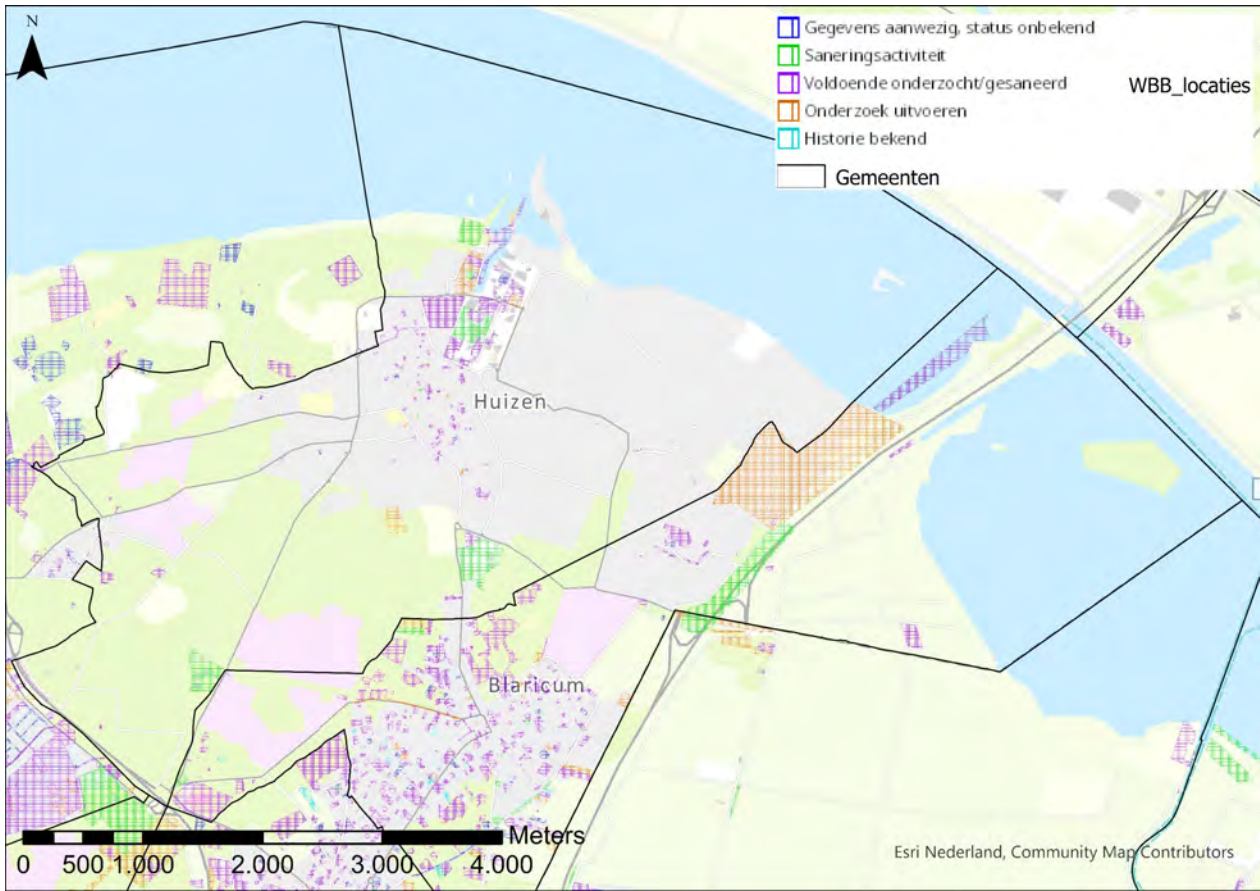 N
Gegevens aanwezig, status onbekend
Saneringsactiviteit
Voldoende onderzocht/gesaneerd
WBB_locaties
Onderzoek uitvoeren
Historie bekend
Gemeenten
Huizen
Blaricum
Meters
0 500 1.000 2.000 3.000 4.000
Esri Nederland, Community Map Contributors